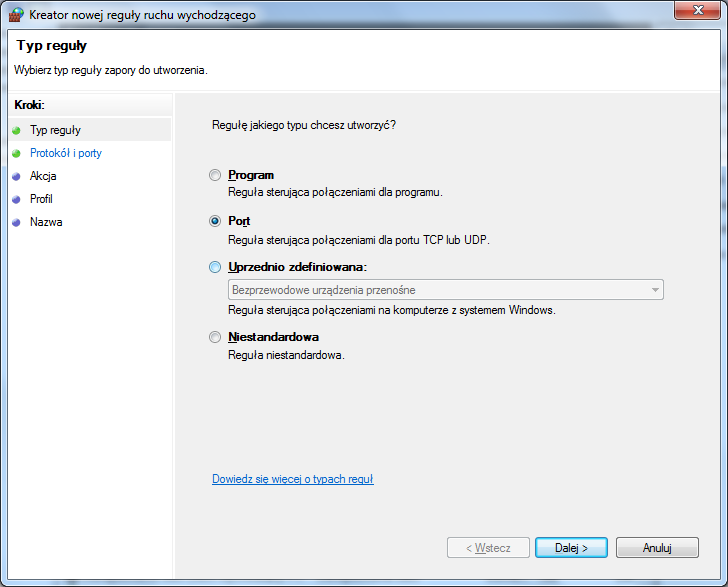 Kreator nowej reguły ruchu wychodzącego
Typ reguły
Wybierz typ reguły zapory do utworzenia.
Kroki:
Typ reguły
Protokół i porty
Akcja
Profil
Nazwa
Regułę jakiego typu chcesz utworzyć?
Program
Reguła sterująca połączeniami dla programu.
Port
Reguła sterująca połączeniami dla portu TCP lub UDP.
Uprzednio zdefiniowana:
Bezprzewodowe urządzenia przenośne
Reguła sterująca połączeniami na komputerze z systemem Windows.
Niestandardowa
Reguła niestandardowa.
Dowiedz się więcej o typach reguł
< Wstecz
Dalej >
Anuluj